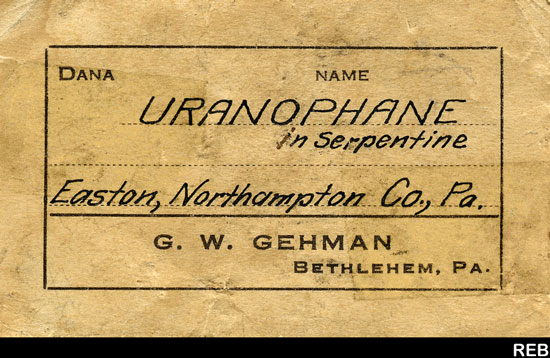 DANA NAME
URANOPHANE
in Serpentine
Easton, Northampton Co., Pa.
G. W. GEHMAN
BETHLEHEM, PA.
REB